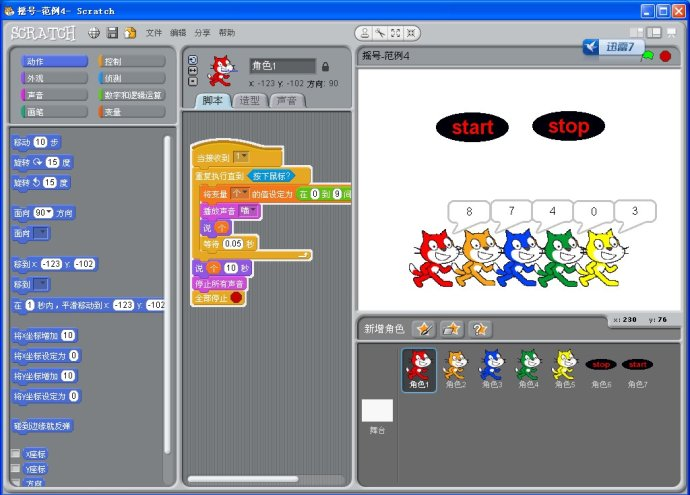 摇号-范例4- Scratch
SCRATCH 文件 编辑 分享 帮助
迅雷7
动作 控制
外观 侦测
声音 数字和逻辑运算
画笔 变量
移动 10 步
旋转 15 度
旋转 15 度
面向 90 方向
面向
移到 x: -123 y: -102
移到
在 1 秒内,平滑移动到 x: -123 y: -102
将x坐标增加 10
将x坐标设定为 0
将y坐标增加 10
将y坐标设定为 0
碰到边缘就反弹
x座标
y座标
方向
角色1
x: -123 y: -102 方向: 90
脚本 造型 声音
当接收到 1
重复执行直到 按下鼠标?
将变量 个 的值设定为 在 0 到 9 间
播放声音 喵
说 个
等待 0.05 秒
说 个 10 秒
停止所有声音
全部停止
摇号-范例4
start stop
8 7 4 0 3
x: 230 y: 76
新增角色
舞台
角色1 角色2 角色3 角色4 角色5 stop 角色6 start 角色7